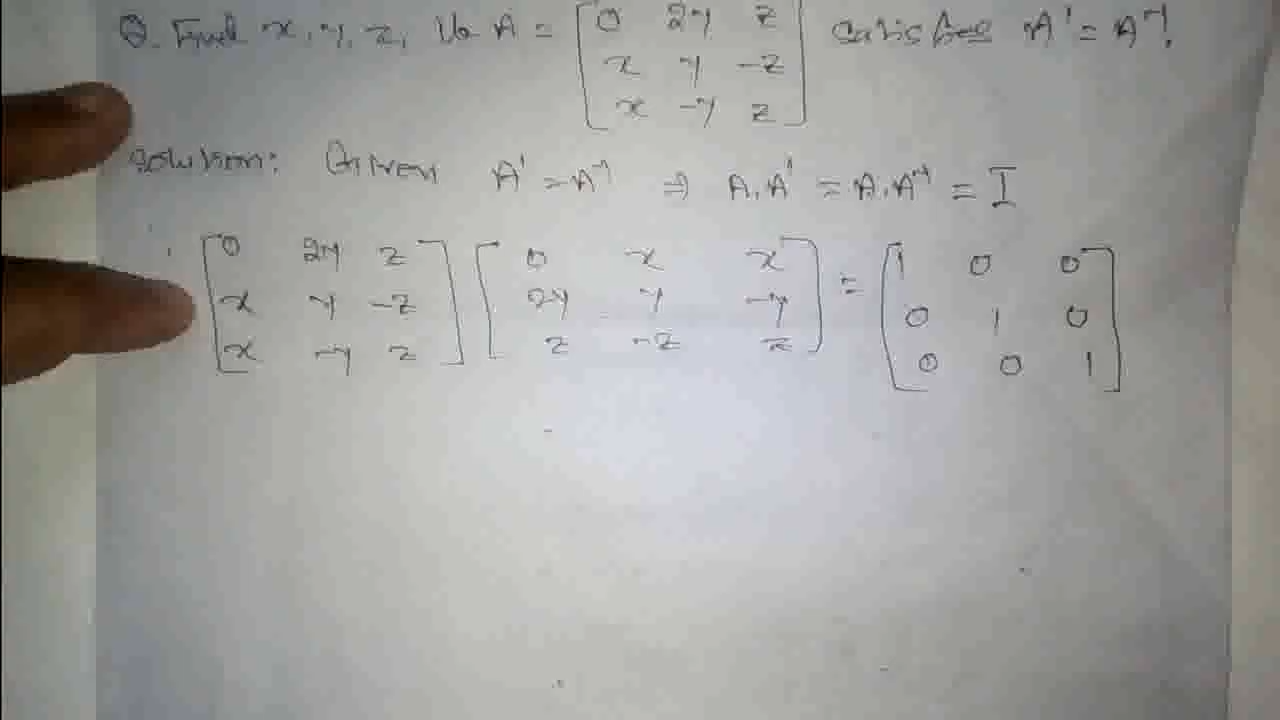 Q. Find x, y, z, if A = [0 2y z] satisfies A' = A⁻¹.
[x y -z]
[x -y z]
Solution: Given A' = A⁻¹ ⇒ A.A' = A.A⁻¹ = I
[0 2y z] [0 x x] = [1 0 0]
[x y -z] [2y y -y] [0 1 0]
[x -y z] [z -z z] [0 0 1]